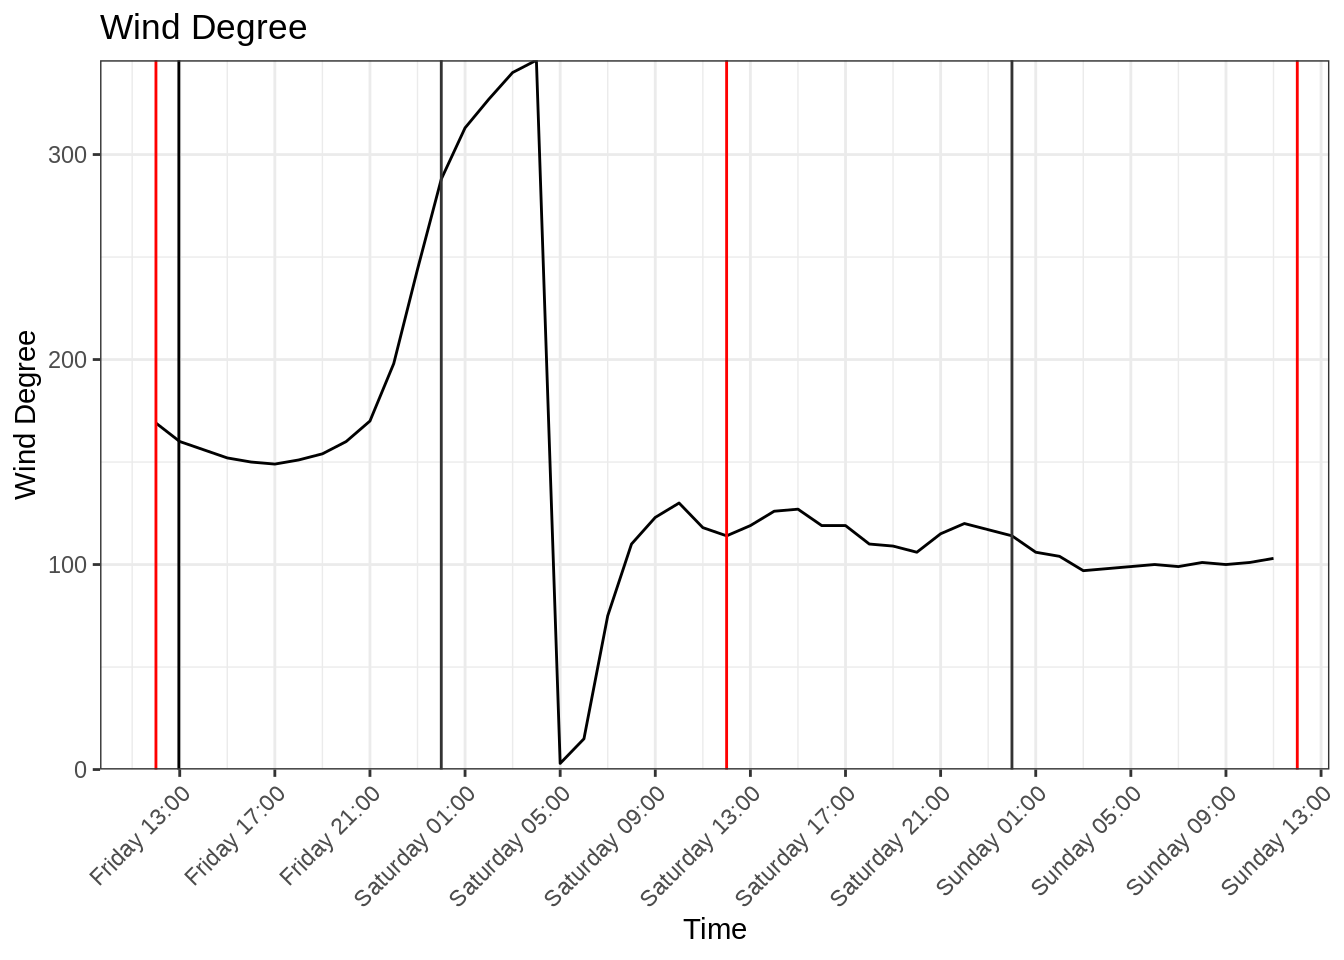 Wind Degree
Wind Degree
300
200
100
0
Friday 13:00
Friday 17:00
Friday 21:00
Saturday 01:00
Saturday 05:00
Saturday 09:00
Saturday 13:00
Saturday 17:00
Saturday 21:00
Sunday 01:00
Sunday 05:00
Sunday 09:00
Sunday 13:00
Time